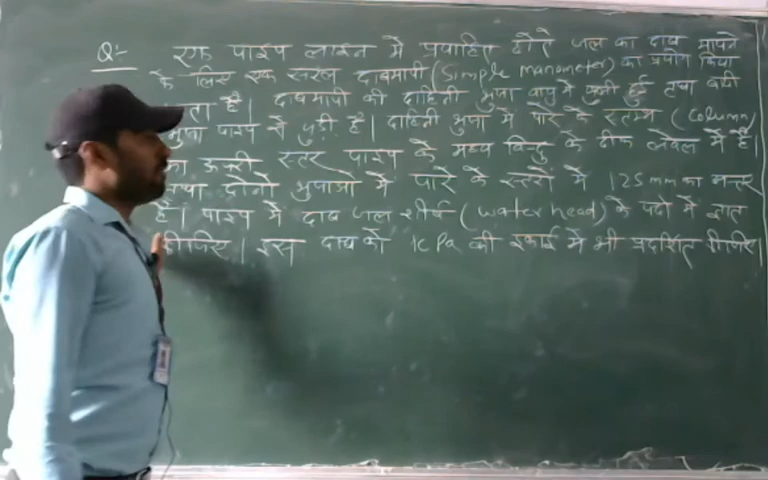 Q:- एक पाइप लाइन में प्रवाहित होते जल का दाब मापने
के लिए एक सरल दाबमापी (Simple manometer) का प्रयोग किया
ता है। दाबमापी की दाहिनी भुजा वायु में खुली हुई तथा बायी
भुजा पाइप से जुड़ी है। दाहिनी भुजा में पारे के स्तम्भ (column)
का ऊपरी स्तर पाइप के मध्य बिन्दु के ठीक लेवल में है।
तथा दोनो भुजाओ में पारे के स्तरों में 125 mm का अन्तर
है। पाइप में दाब जल शीर्ष (water head) के पदो में ज्ञात
कीजिए। इस दाब को KPa की इकाई में भी प्रदर्शित कीजिए।